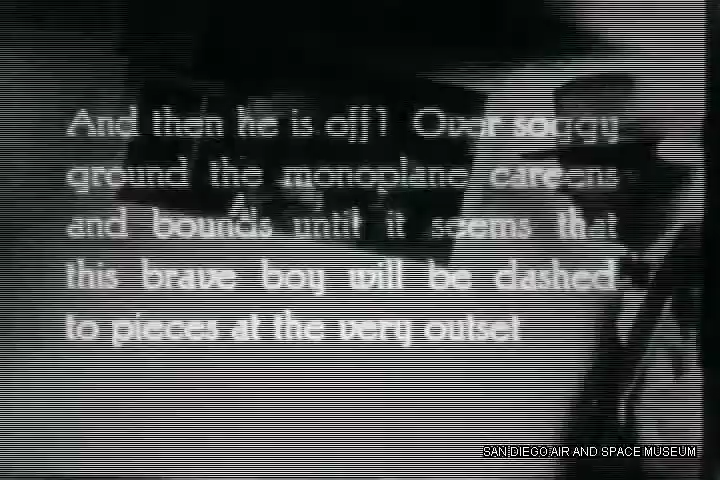 And then he is off! Over soggy
ground the monoplane careens
and bounds until it seems that
this brave boy will be dashed
to pieces at the very outset
SAN DIEGO AIR AND SPACE MUSEUM